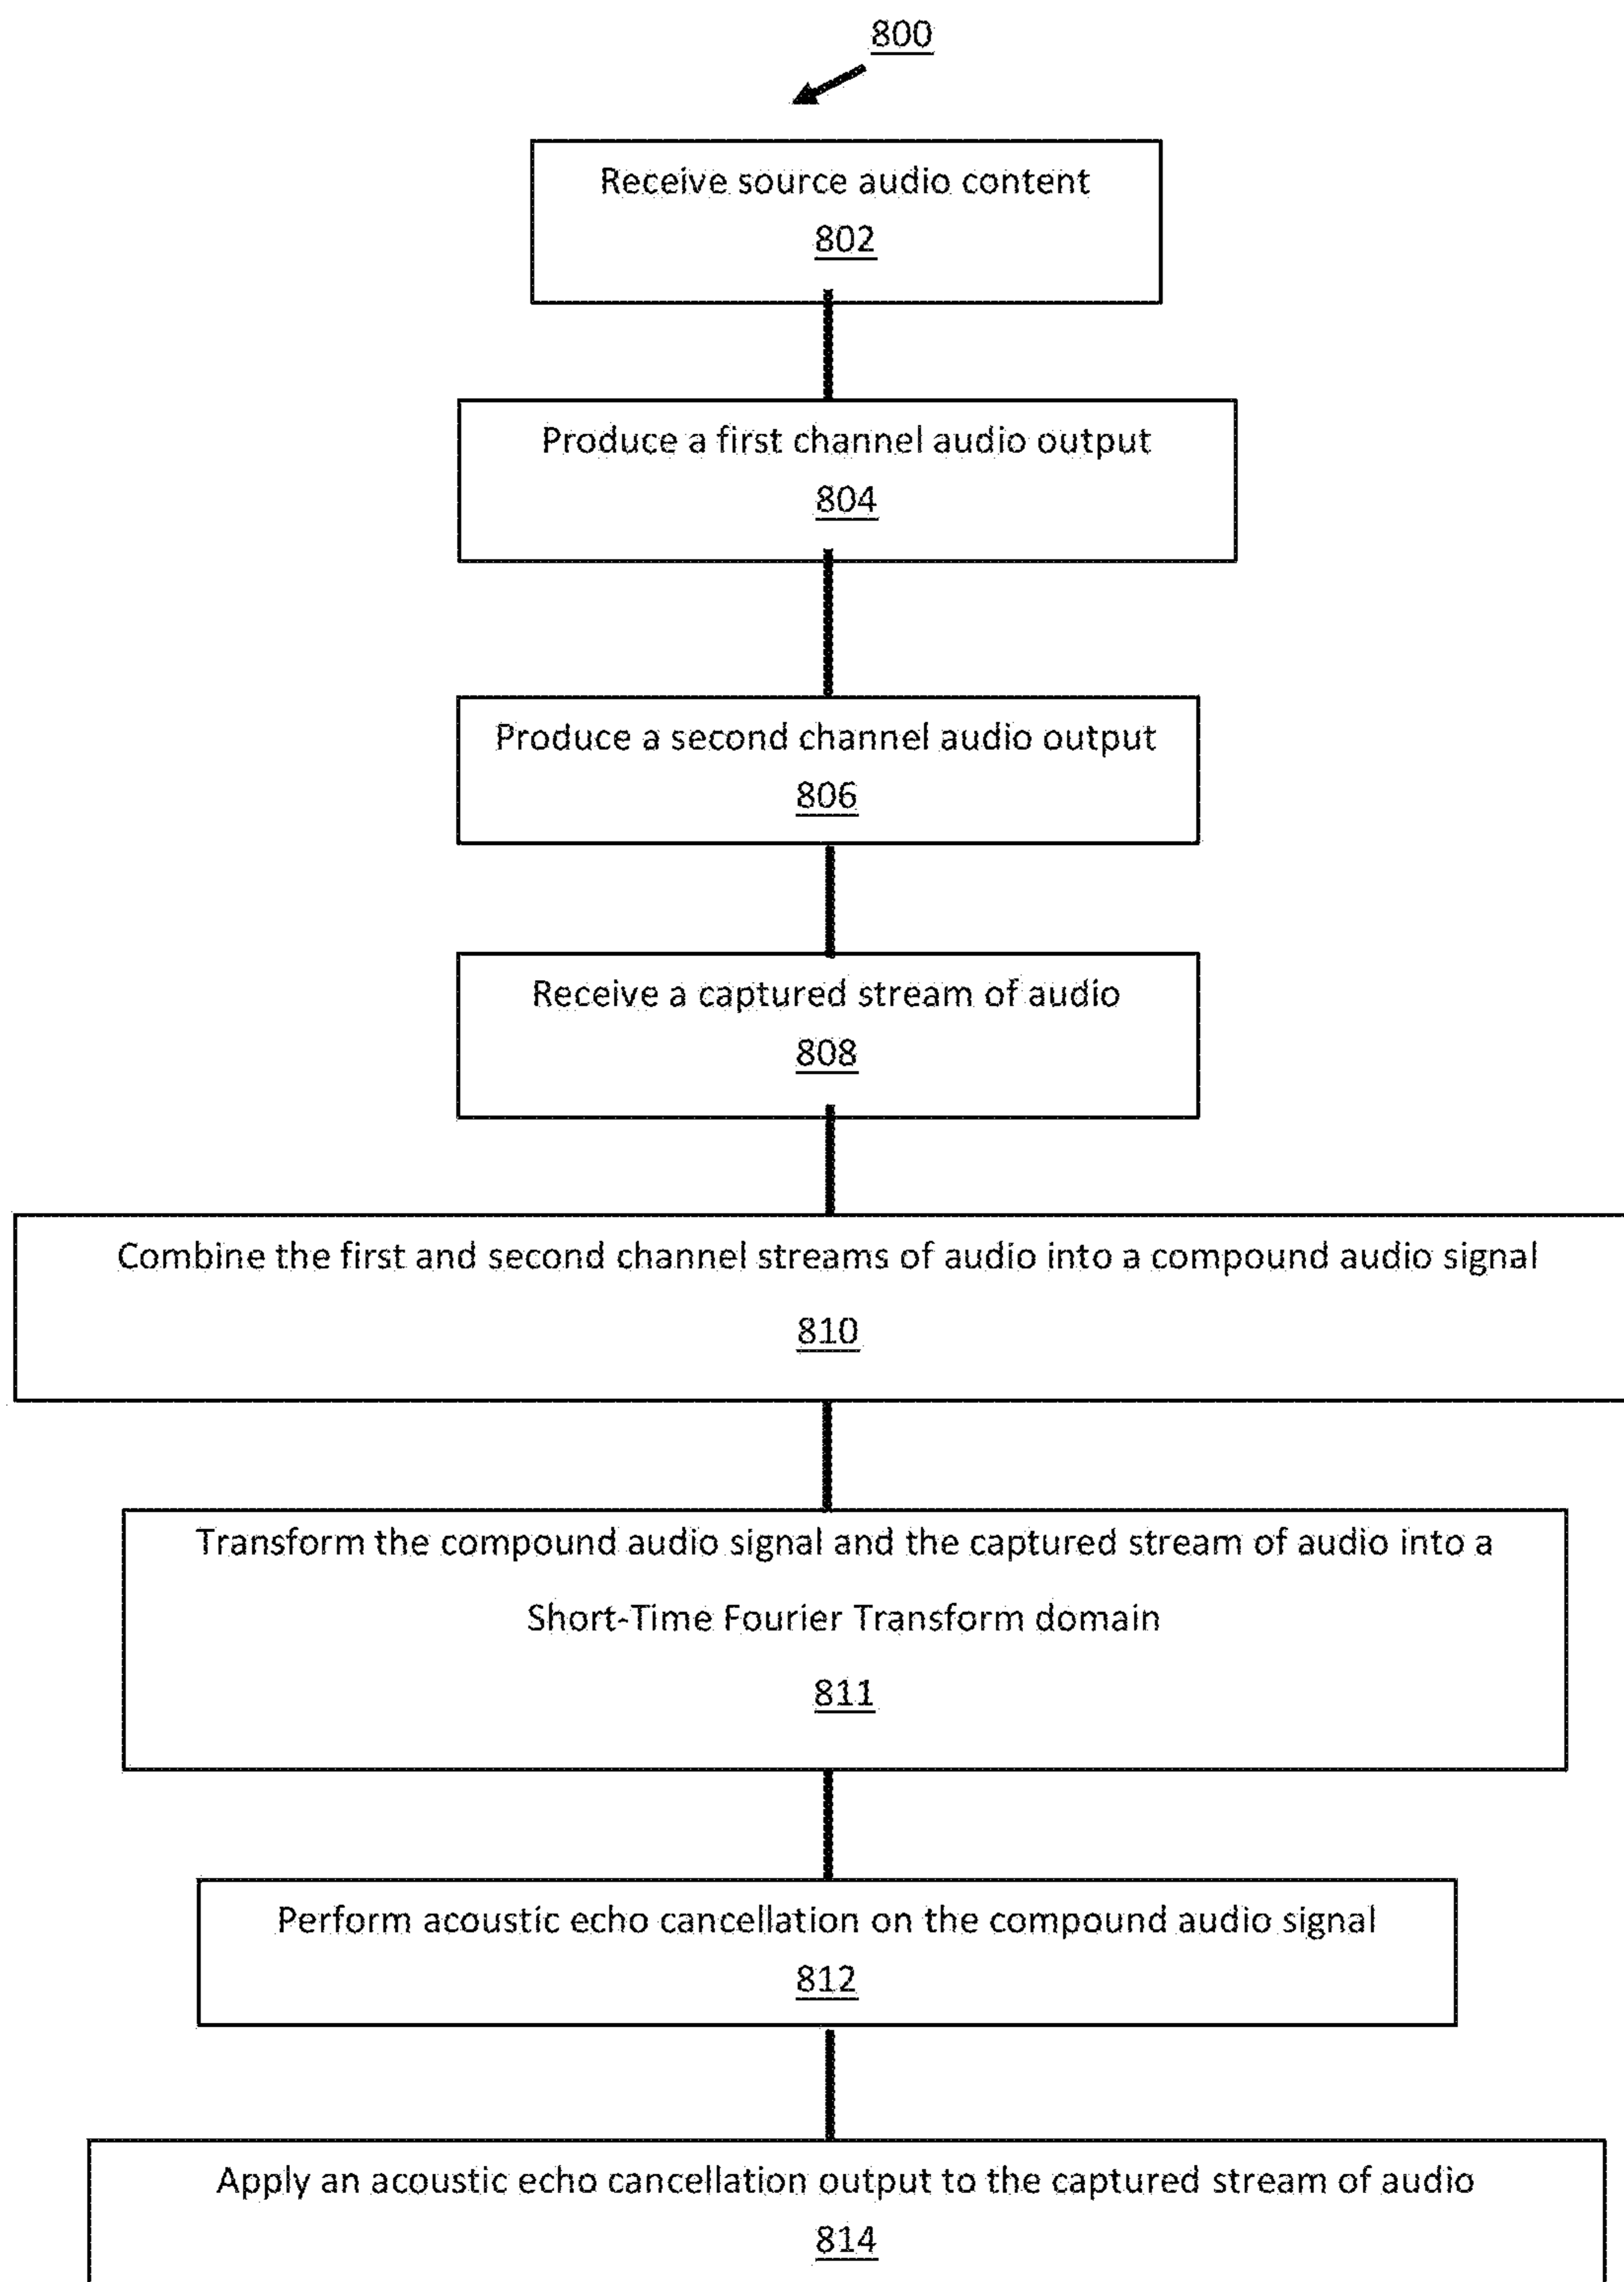 800
Receive source audio content
802
Produce a first channel audio output
804
Produce a second channel audio output
806
Receive a captured stream of audio
808
Combine the first and second channel streams of audio into a compound audio signal
810
Transform the compound audio signal and the captured stream of audio into a
Short-Time Fourier Transform domain
811
Perform acoustic echo cancellation on the compound audio signal
812
Apply an acoustic echo cancellation output to the captured stream of audio
814